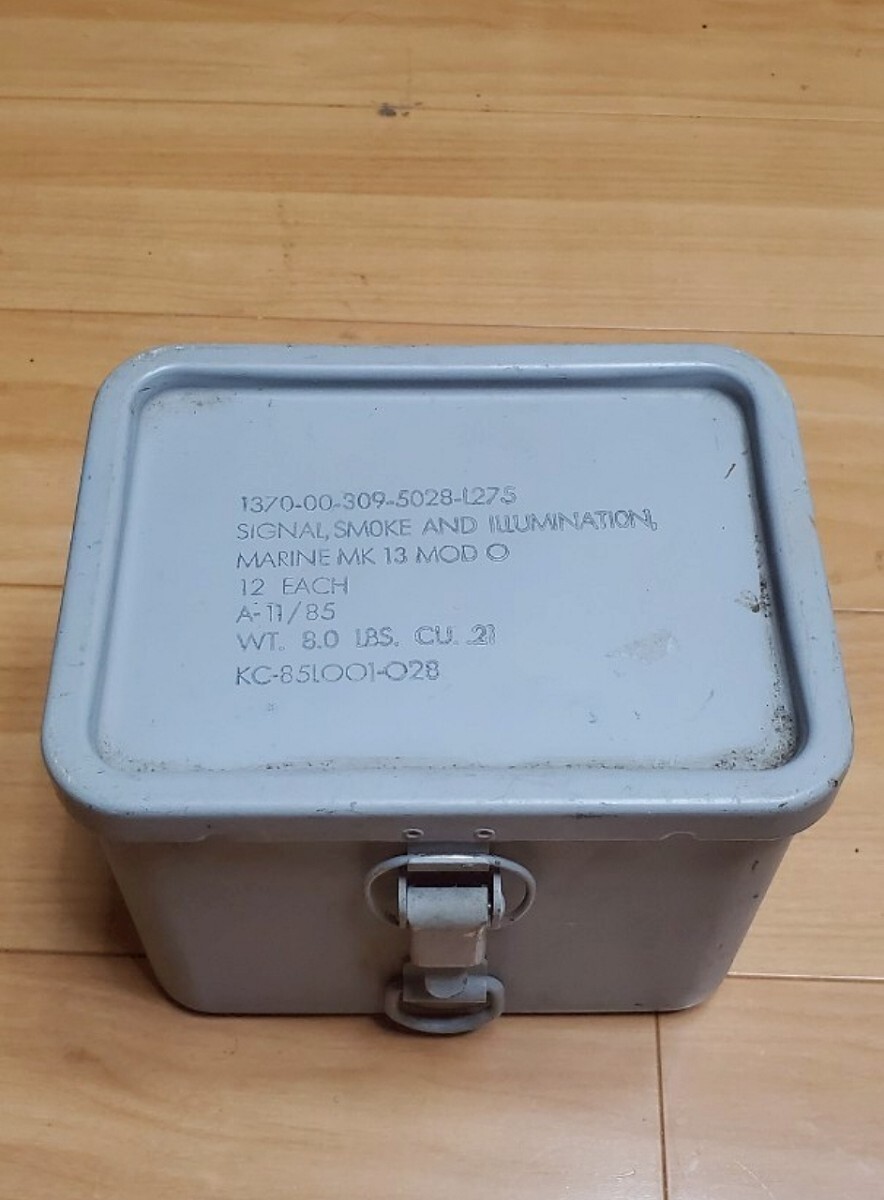 1370-00-309-5028-L275
SIGNAL, SMOKE AND ILLUMINATION,
MARINE MK 13 MOD O
12 EACH
A-11/85
WT. 8.0 LBS. CU. .21
KC-85L001-028